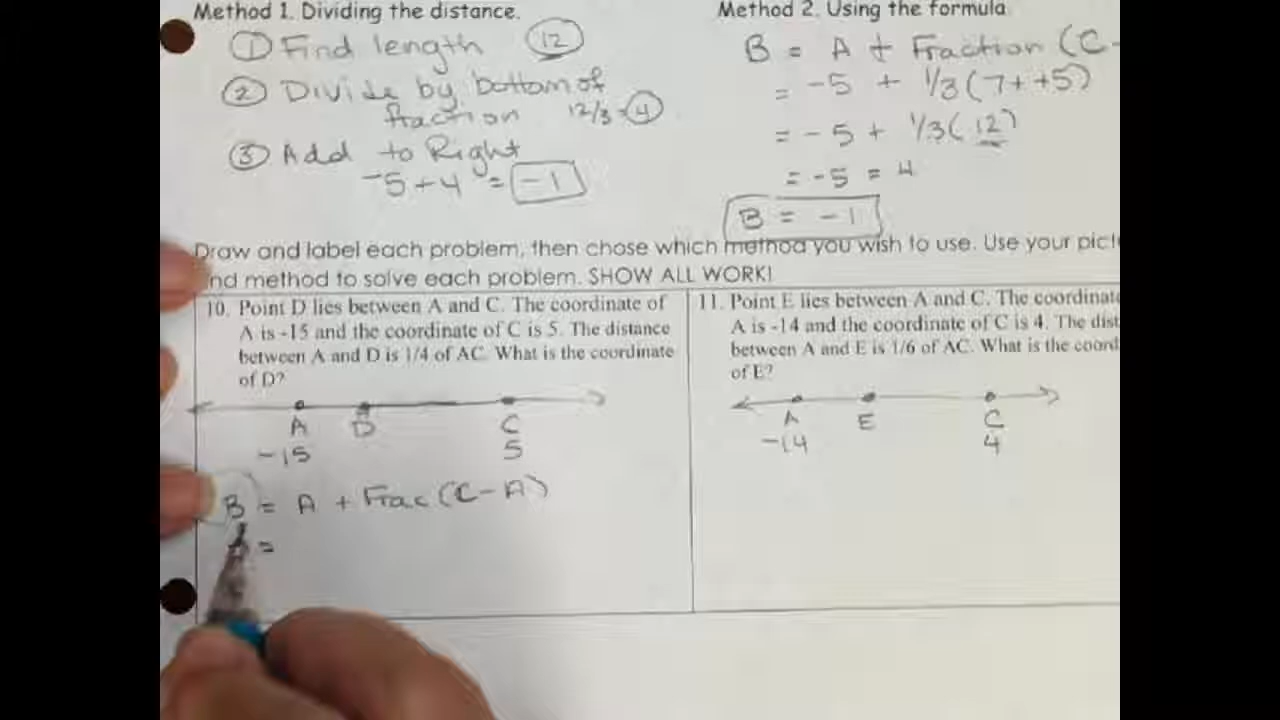 Method 1. Dividing the distance.
① Find length 12
② Divide by bottom of
fraction 12/3 = 4
③ Add to Right
-5 + 4 = -1
Method 2. Using the formula
B = A + Fraction (C-
= -5 + 1/3 (7 + +5)
= -5 + 1/3 (12)
= -5 = 4
B = -1
Draw and label each problem, then chose which method you wish to use. Use your
and method to solve each problem. SHOW ALL WORK!
10. Point D lies between A and C. The coordinate of
A is -15 and the coordinate of C is 5. The distance
between A and D is 1/4 of AC. What is the coordinate
of D?
A D C
-15 5
B = A + Frac (C - A)
=
11. Point E lies between A and C. The
A is -14 and the coordinate of C is 4. The
between A and E is 1/6 of AC. What is the
of E?
A E C
-14 4